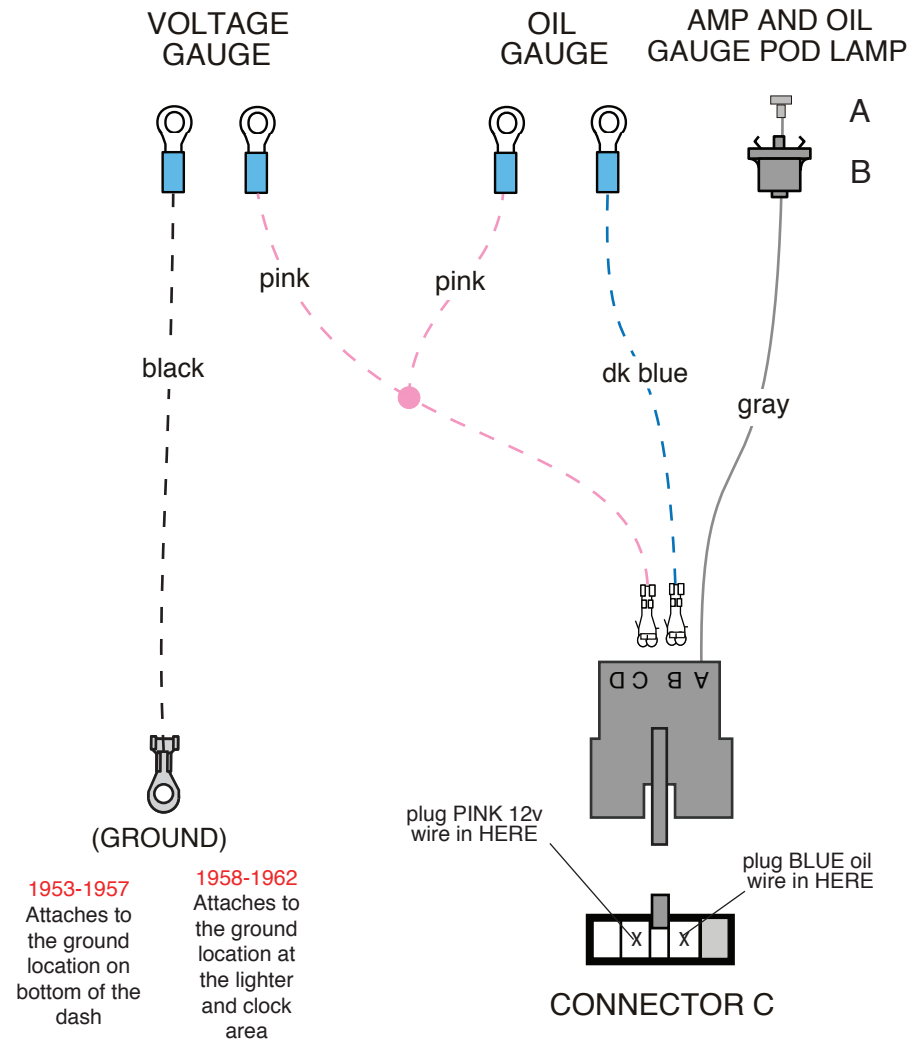 VOLTAGE
GAUGE
OIL
GAUGE
AMP AND OIL
GAUGE POD LAMP
A
B
pink
pink
black
dk blue
gray
D C B A
plug PINK 12v
wire in HERE
plug BLUE oil
wire in HERE
(GROUND)
1953-1957
Attaches to
the ground
location on
bottom of the
dash
1958-1962
Attaches to
the ground
location at
the lighter
and clock
area
X X
CONNECTOR C